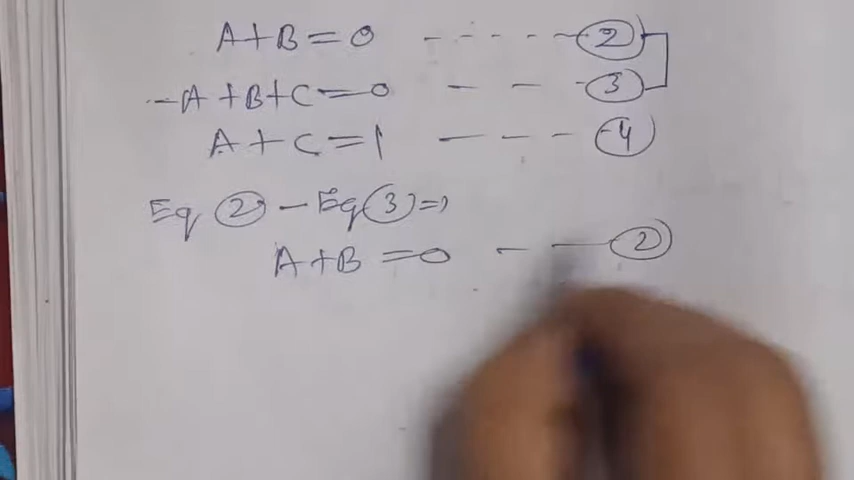 A+B=0 - - - - - ②
-A+B+C=0 - - - ③
A+C=1 - - - ④
Eq ② - Eq ③ =>
A+B=0 - - ②